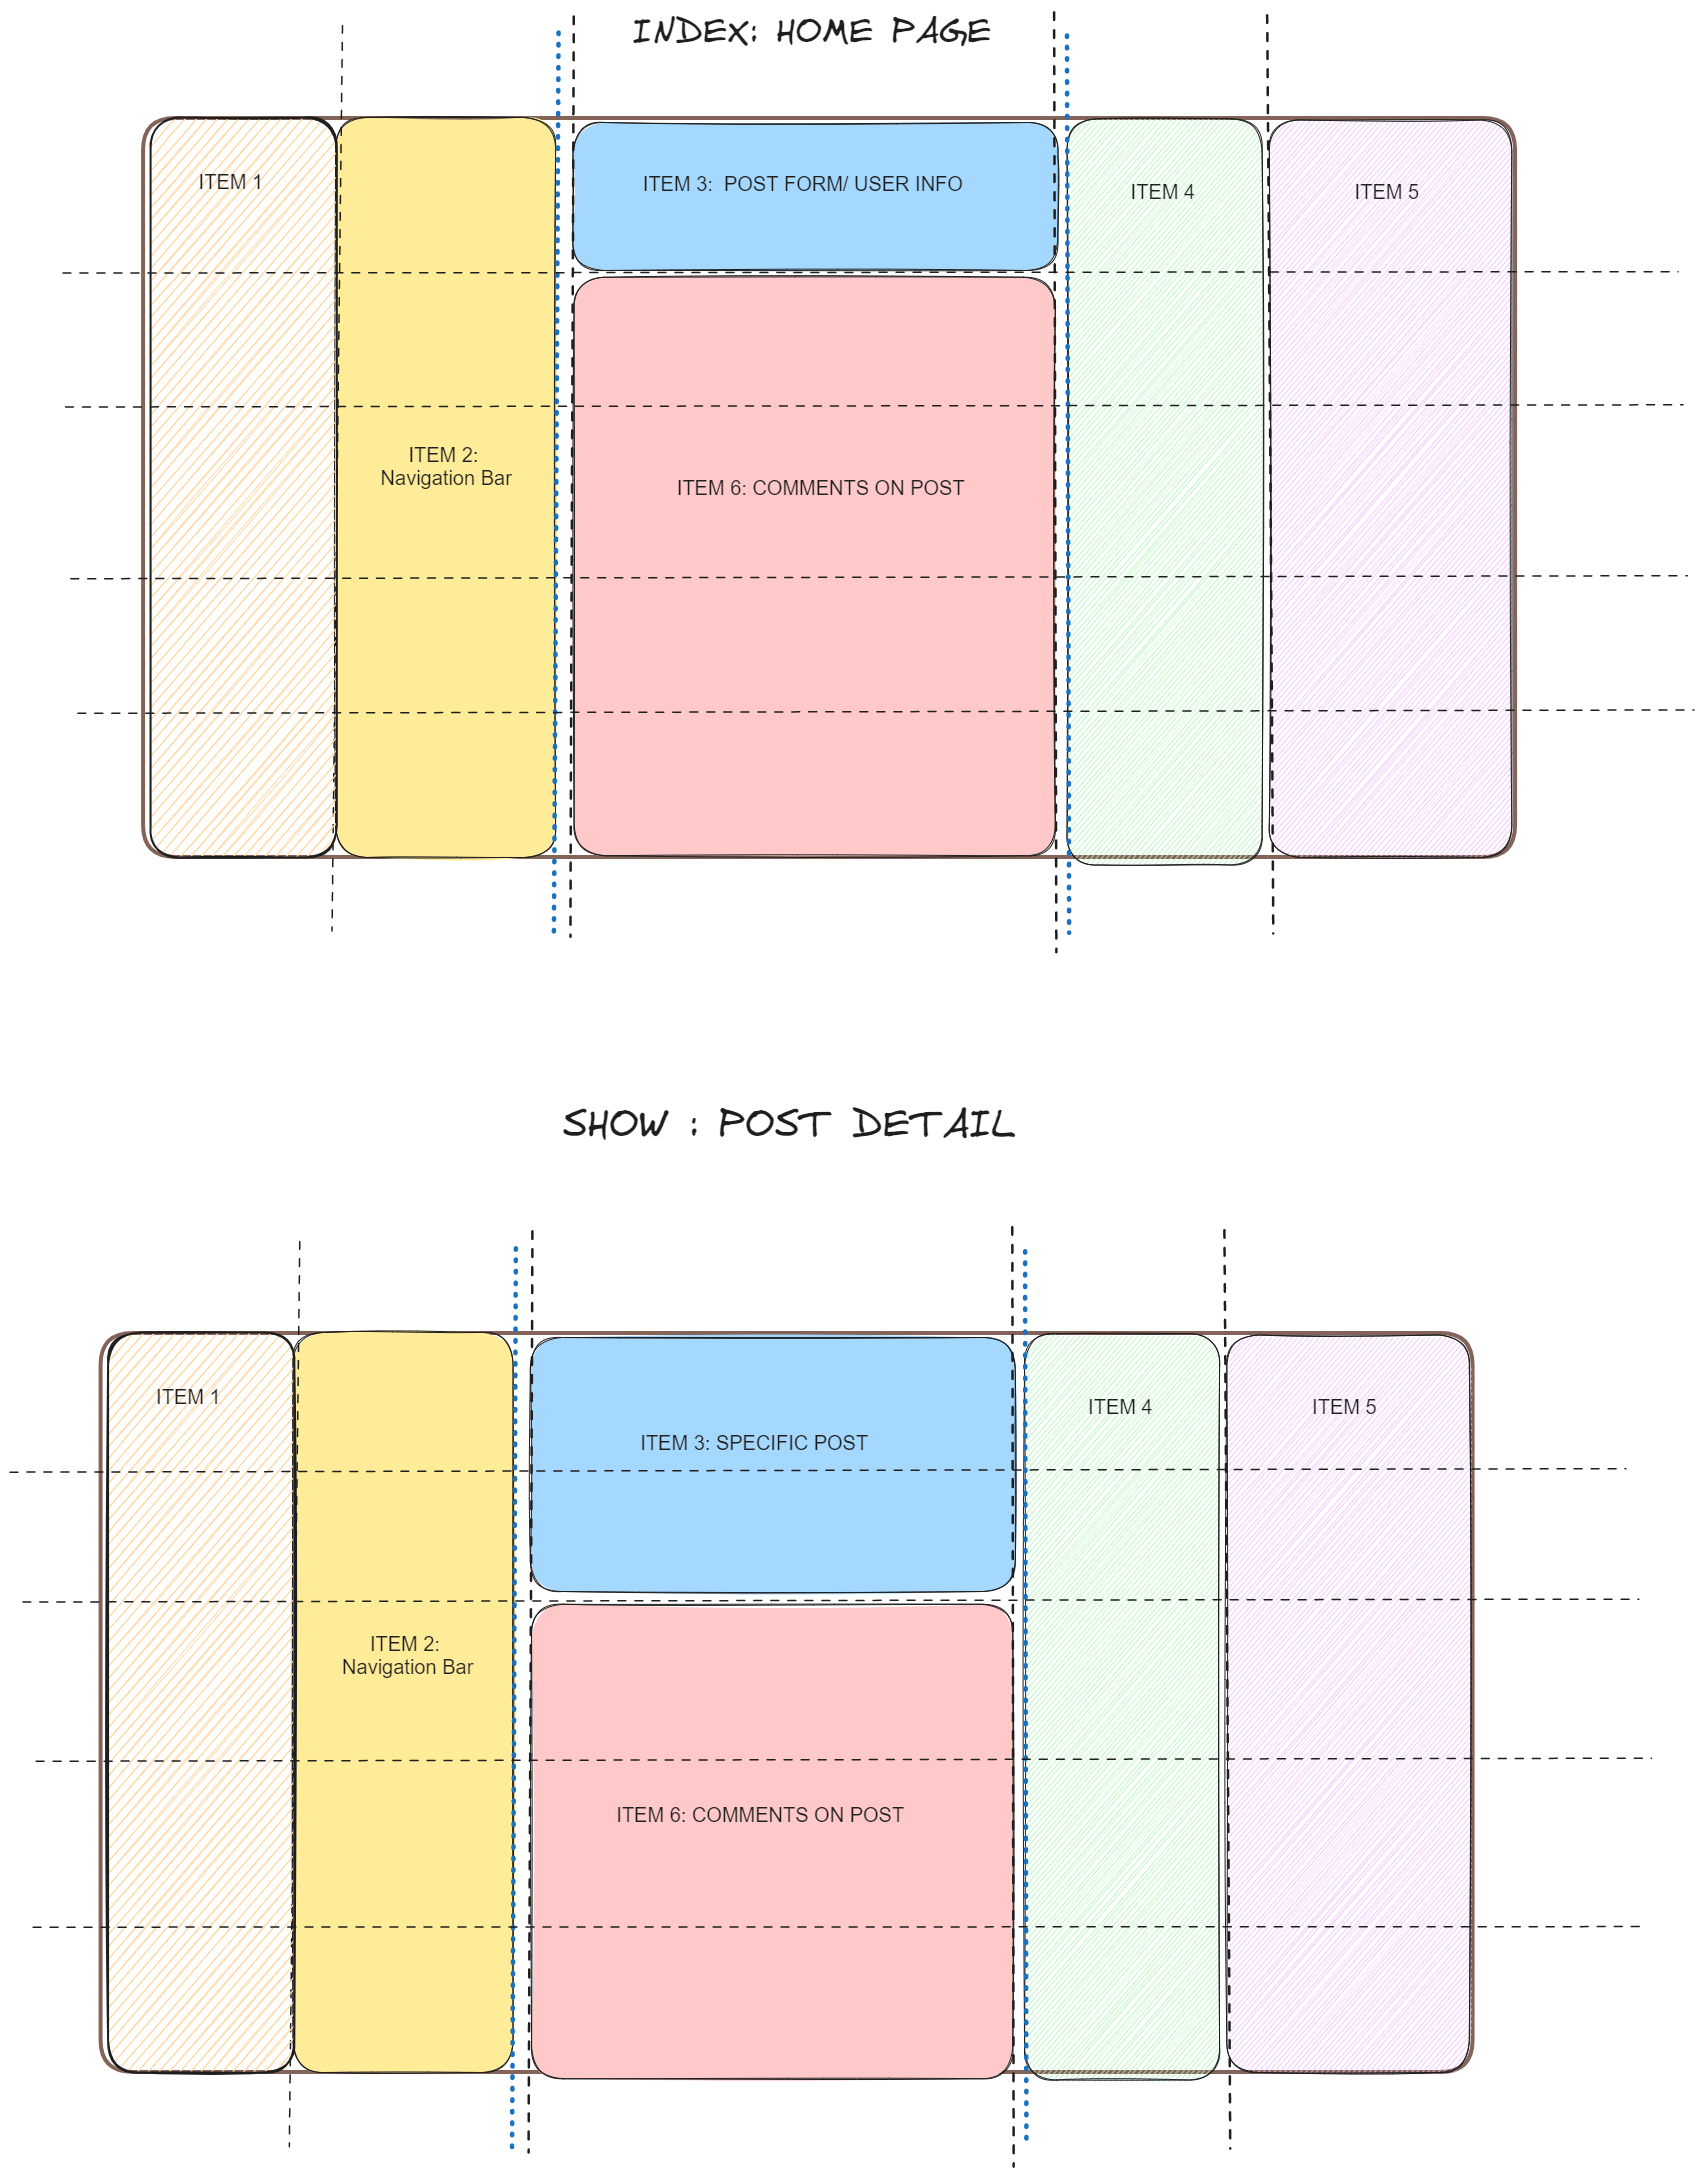 INDEX: HOME PAGE
ITEM 1
ITEM 3:  POST FORM/ USER INFO
ITEM 4
ITEM 5
ITEM 2:
Navigation Bar
ITEM 6: COMMENTS ON POST
SHOW : POST DETAIL
ITEM 1
ITEM 4
ITEM 5
ITEM 3: SPECIFIC POST
ITEM 2:
Navigation Bar
ITEM 6: COMMENTS ON POST